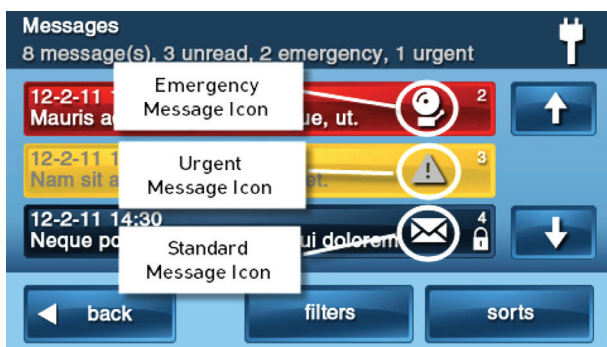 Messages
8 message(s), 3 unread, 2 emergency, 1 urgent
Emergency
Message Icon
12-2-11
2
Mauris ue, ut.
Urgent
Message Icon
12-2-11 1
3
Nam sit et.
Standard
Message Icon
12-2-11 14:30
4
Neque ui dolorem
back
filters
sorts